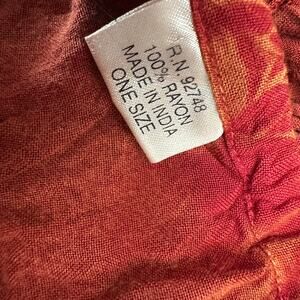 R.N. 92748
100% RAYON
MADE IN INDIA
ONE SIZE